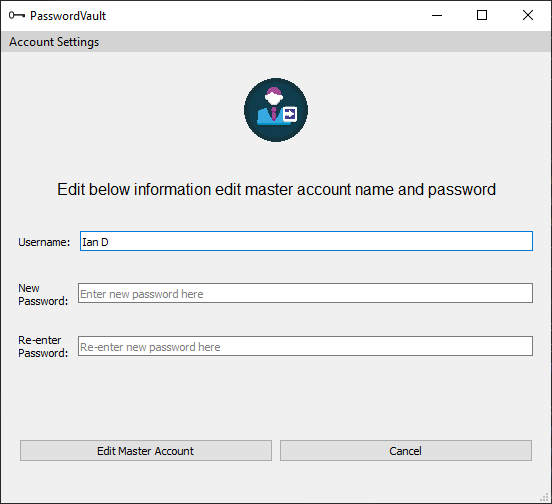 PasswordVault
Account Settings
Edit below information edit master account name and password
Username: Ian D
New
Password: Enter new password here
Re-enter
Password: Re-enter new password here
Edit Master Account Cancel